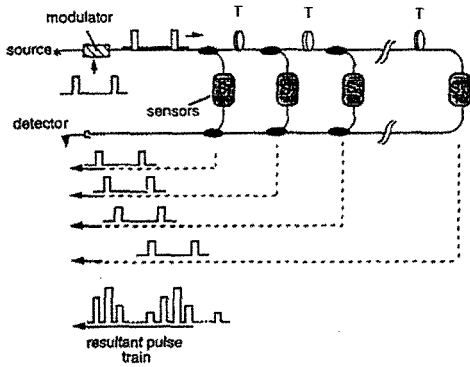 modulator
T
T
T
source
sensors
detector
resultant pulse
train